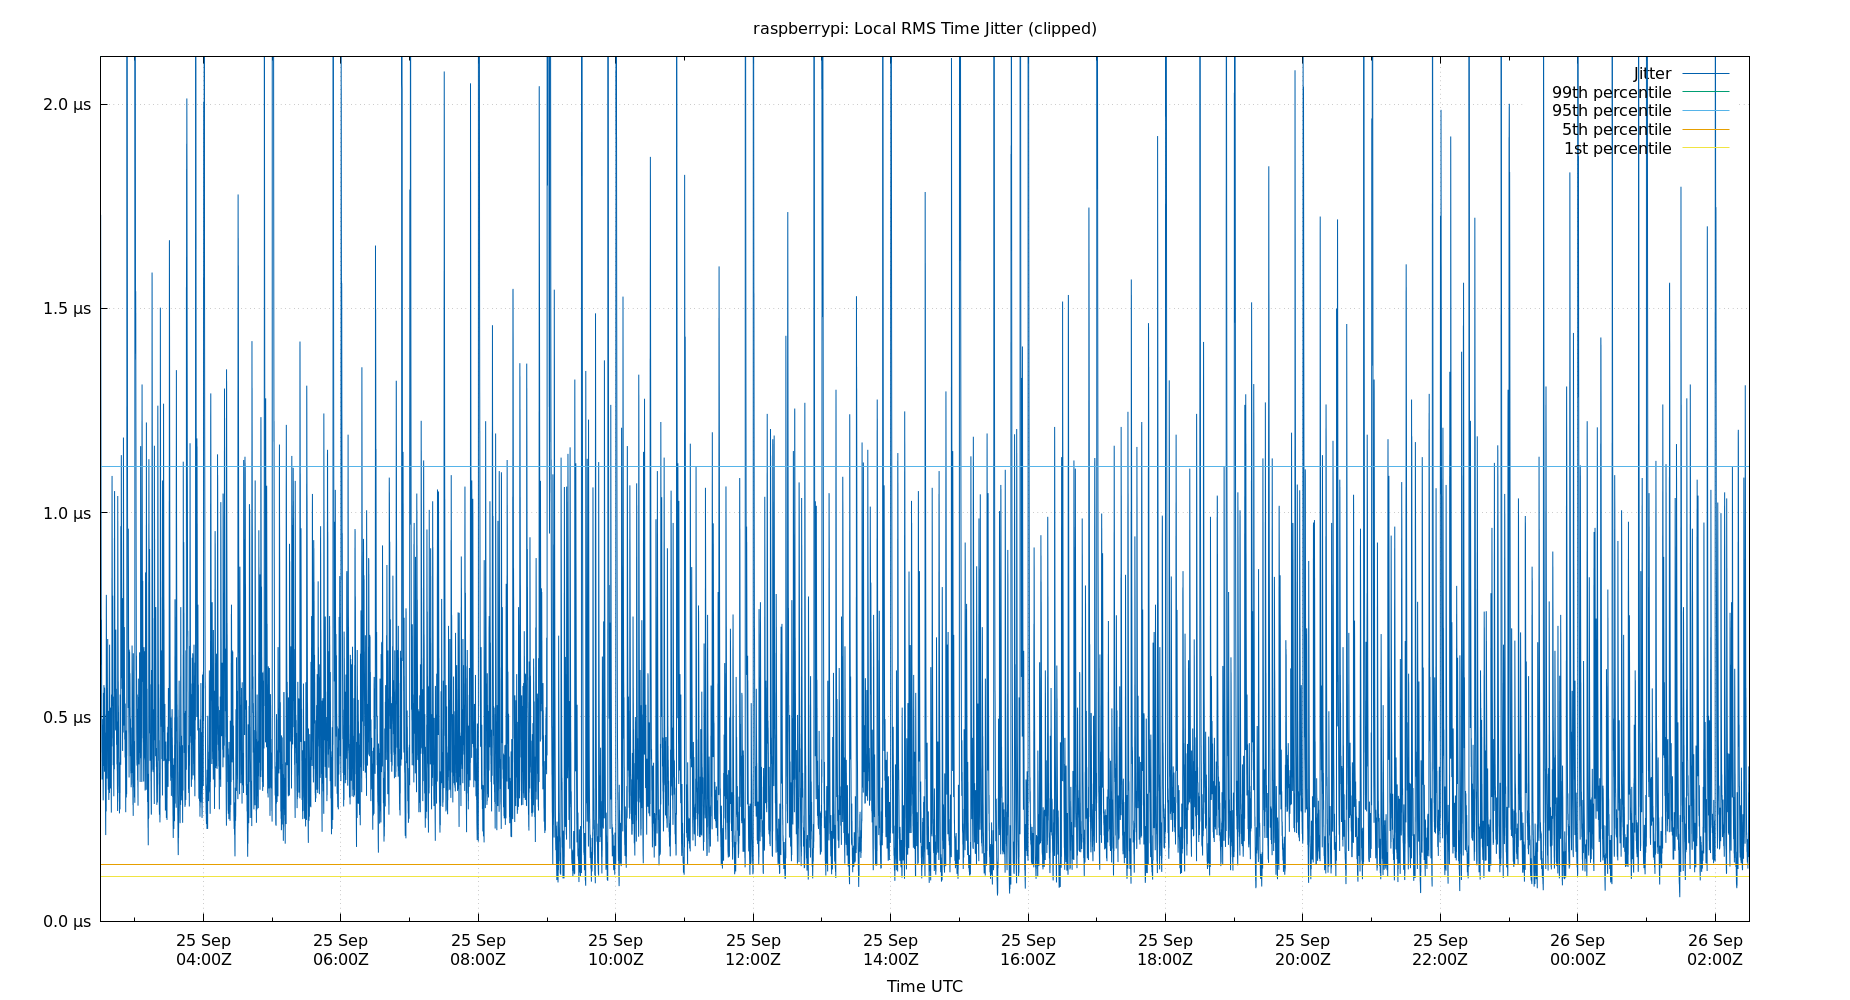 raspberrypi: Local RMS Time Jitter (clipped)
Jitter
99th percentile
95th percentile
5th percentile
1st percentile
2.0 µs
1.5 µs
1.0 µs
0.5 µs
0.0 µs
25 Sep 25 Sep 25 Sep 25 Sep 25 Sep 25 Sep 25 Sep 25 Sep 25 Sep 25 Sep 26 Sep 26 Sep
04:00Z 06:00Z 08:00Z 10:00Z 12:00Z 14:00Z 16:00Z 18:00Z 20:00Z 22:00Z 00:00Z 02:00Z
Time UTC